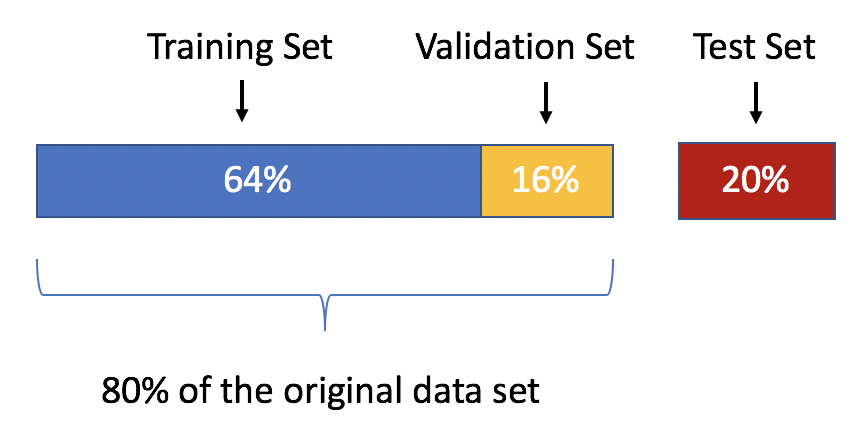 Training Set
Validation Set
Test Set
64%
16%
20%
80% of the original data set